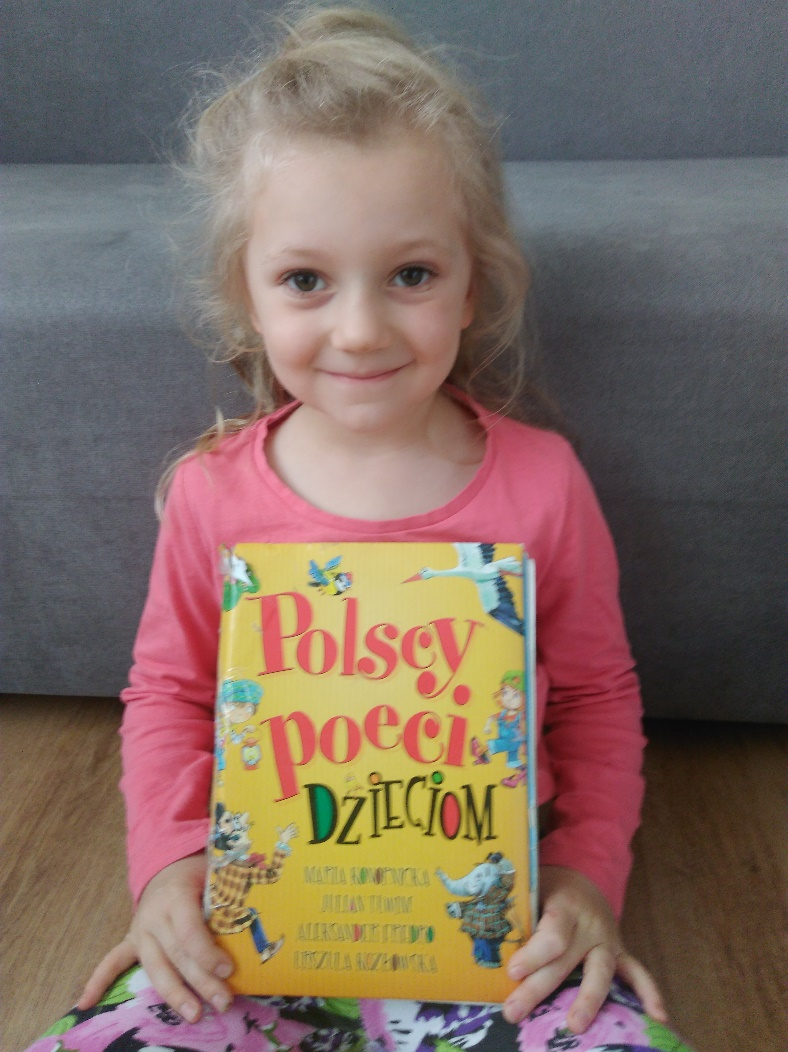 Polscy
poeci
DZIECIOM
MARIA KONOPNICKA
JULIAN TUWIM
ALEKSANDER FREDRO
URSZULA KOZŁOWSKA